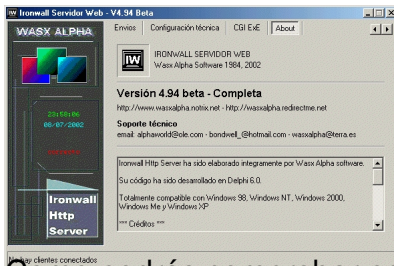 Ironwall Servidor Web - V4.94 Beta
WASX ALPHA
Envios
Configuración técnica
CGI ExE
About
IW
IRONWALL SERVIDOR WEB
Wasx Alpha Software 1984, 2002
Versión 4.94 beta - Completa
http://www.wasxalpha.notrix.net - http://wasxalpha.redirectme.net
Soporte técnico
email: alphaworld@ole.com - bondwell_@hotmail.com - wasxalpha@terra.es
23:58:06
08/07/2002
Ironwall Http Server ha sido elaborado integramente por Wasx Alpha software.
Su código ha sido desarrollado en Delphi 6.0.
Totalmente compatible con Windows 98, Windows NT, Windows 2000,
Windows Me y Windows XP
*** Créditos ***
Ironwall
Http
Server
No hay clientes conectados